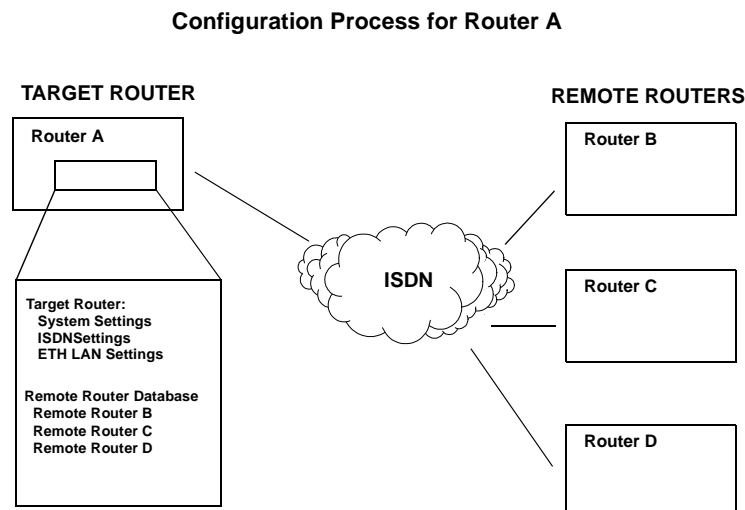 Configuration Process for Router A
TARGET ROUTER
REMOTE ROUTERS
Router A
Router B
ISDN
Router C
Target Router:
System Settings
ISDNSettings
ETH LAN Settings
Remote Router Database
Remote Router B
Remote Router C
Remote Router D
Router D